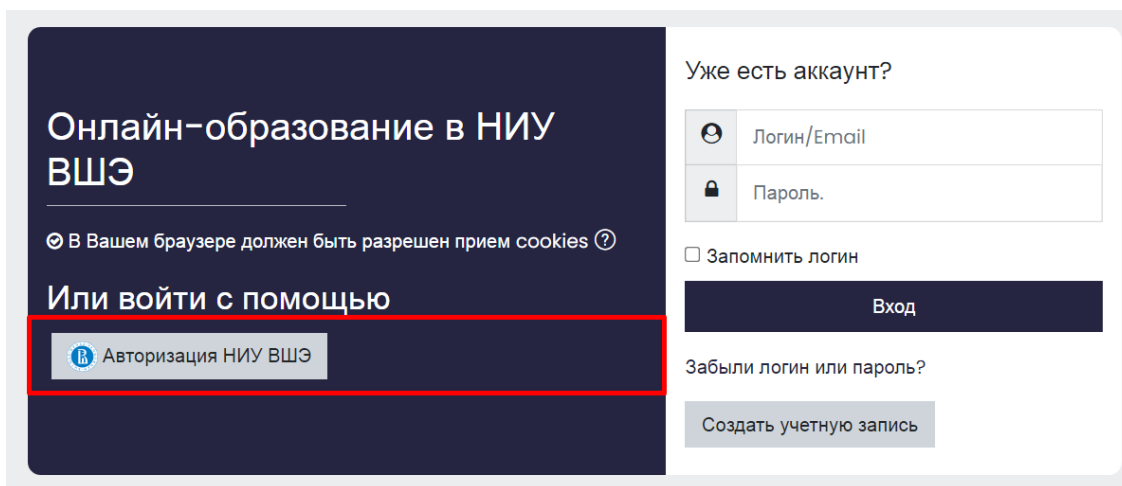 Онлайн-образование в НИУ
ВШЭ
В Вашем браузере должен быть разрешен прием cookies
Или войти с помощью
Авторизация НИУ ВШЭ
Уже есть аккаунт?
Логин/Email
Пароль.
Запомнить логин
Вход
Забыли логин или пароль?
Создать учетную запись